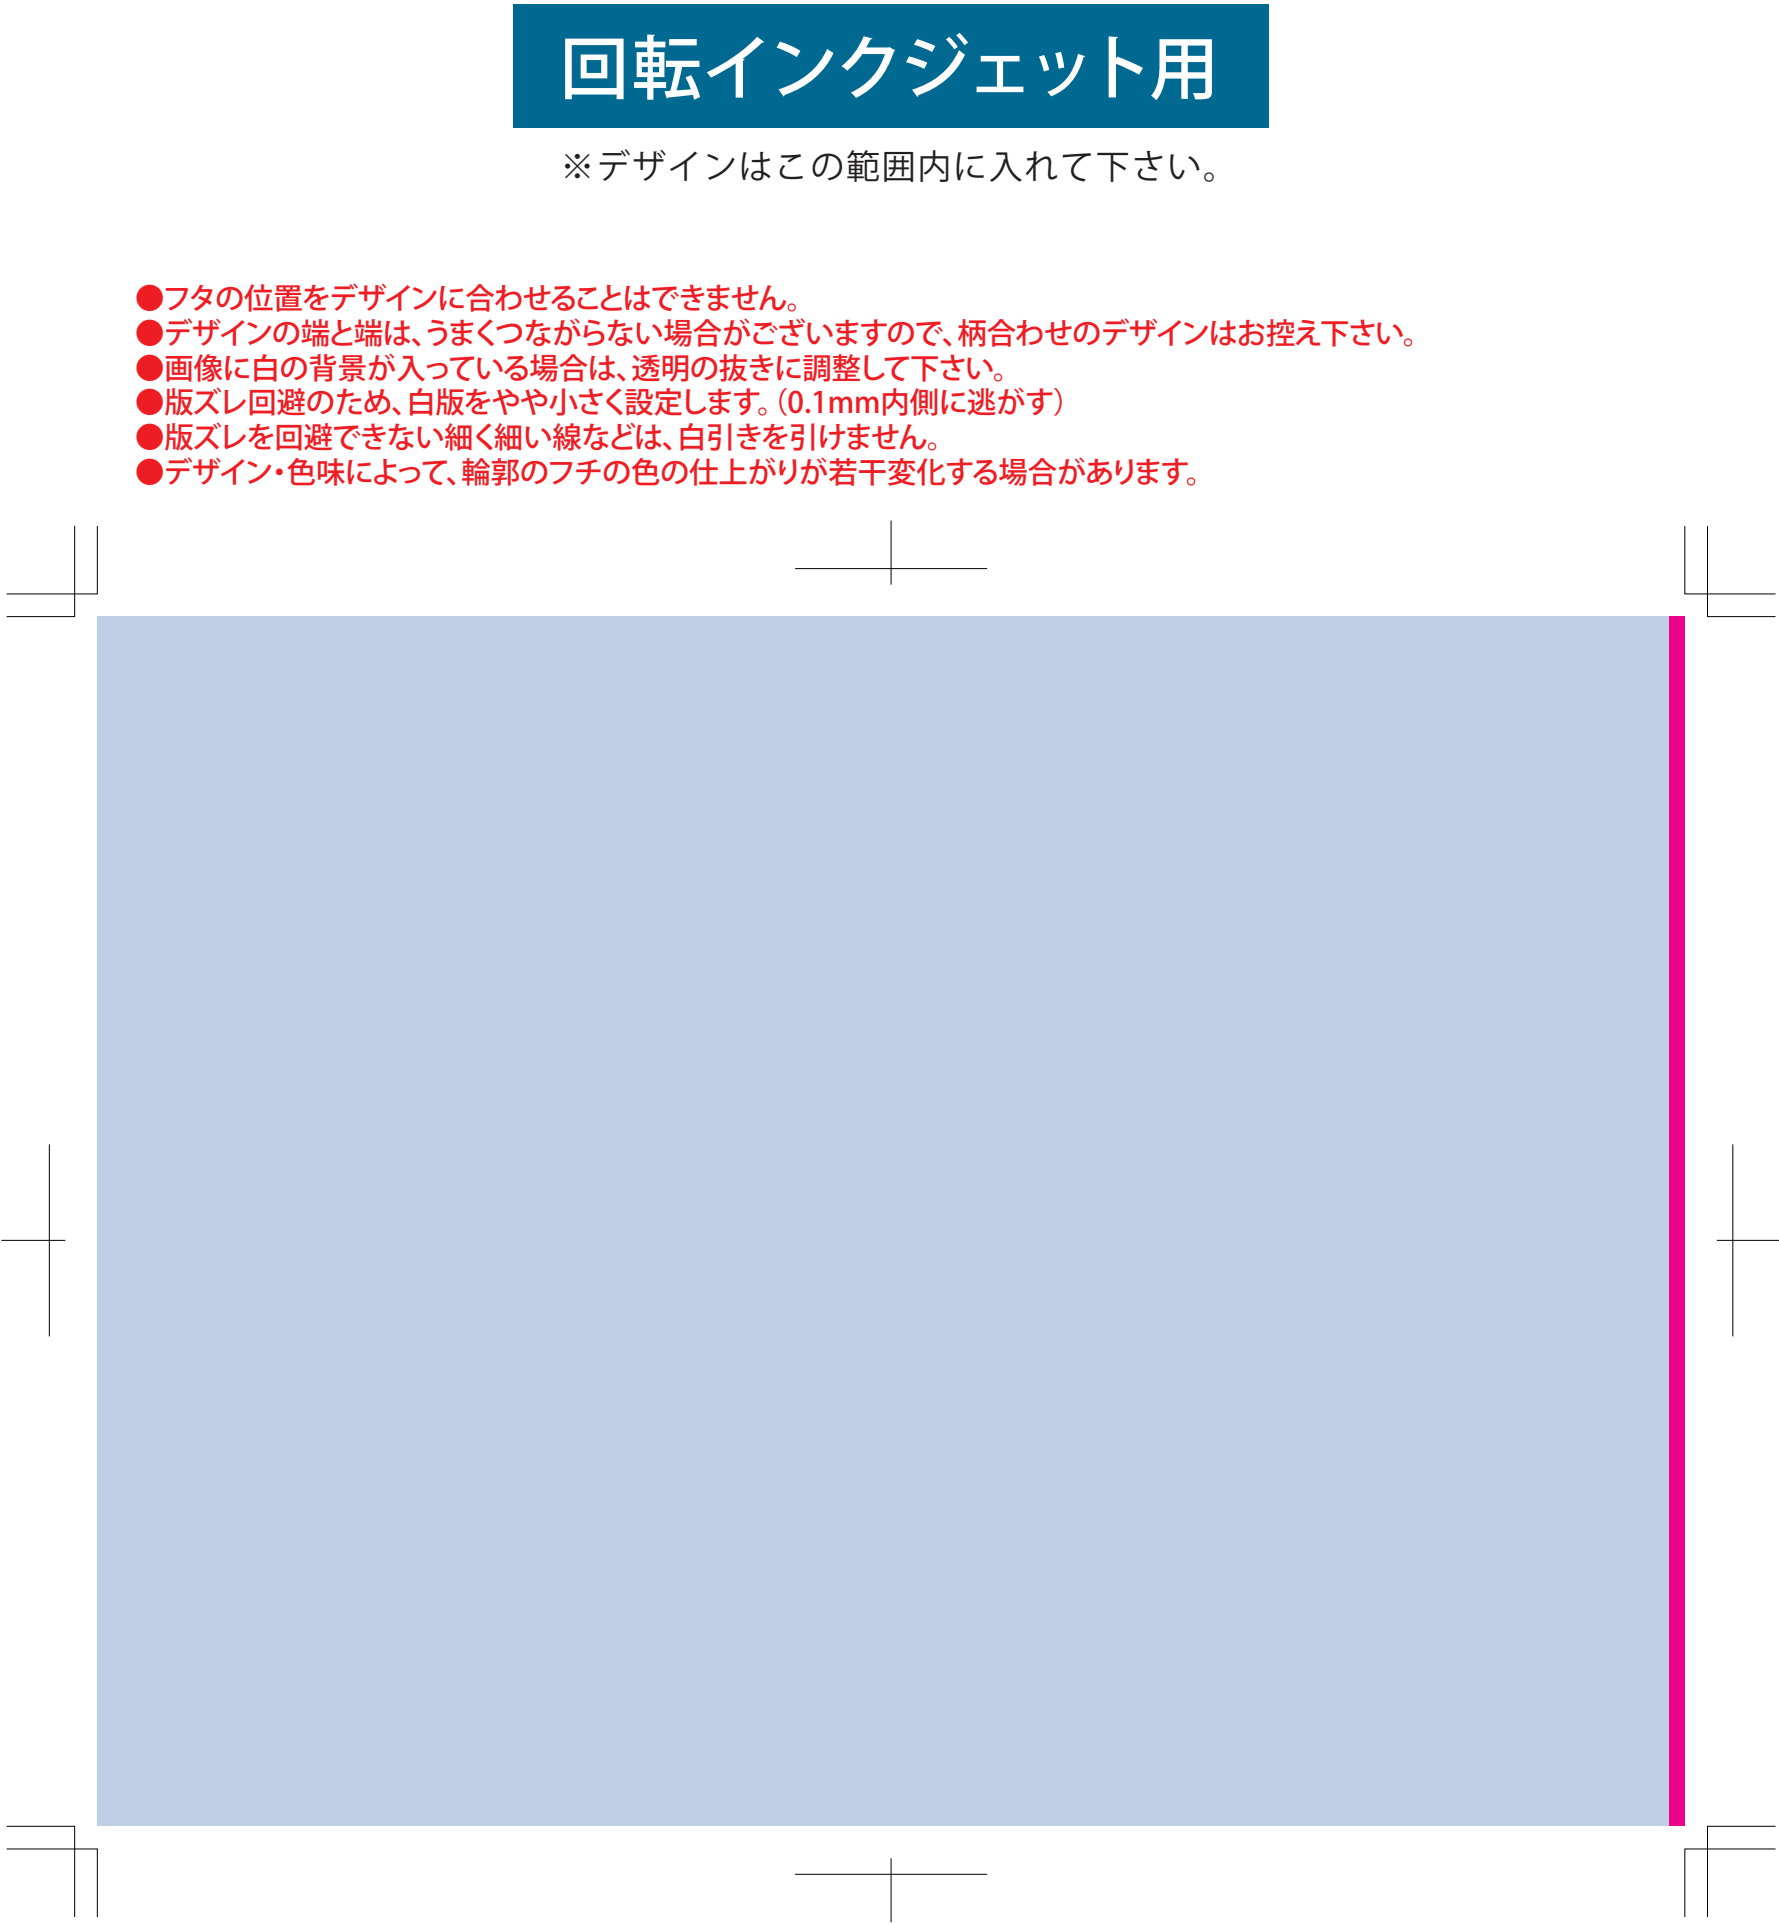 回転インクジェット用
※デザインはこの範囲内に入れて下さい。
●フタの位置をデザインに合わせることはできません。
●デザインの端と端は、うまくつながらない場合がございますので、柄合わせのデザインはお控え下さい。
●画像に白の背景が入っている場合は、透明の抜きに調整して下さい。
●版ズレ回避のため、白版をやや小さく設定します。（0.1mm内側に逃がす）
●版ズレを回避できない細く細い線などは、白引きを引けません。
●デザイン・色味によって、輪郭のフチの色の仕上がりが若干変化する場合があります。